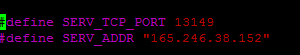 #define SERV_TCP_PORT 13149
#define SERV_ADDR "165.246.38.152"